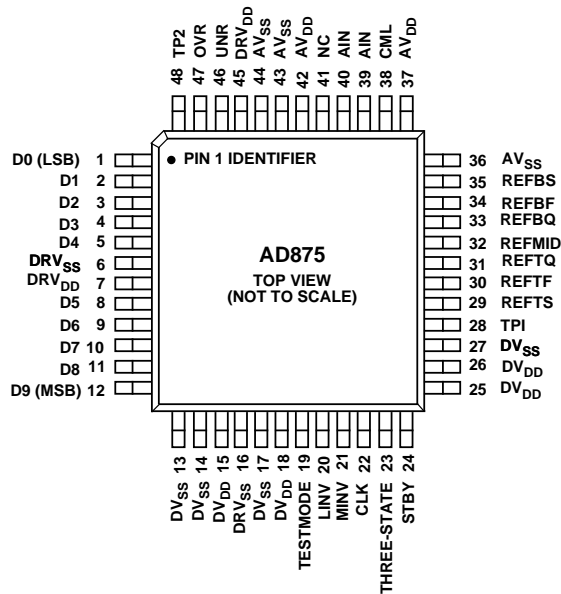 48 TP2
47 OVR
46 UNR
45 DRVDD
44 AVSS
43 AVSS
42 AVDD
41 NC
40 AIN
39 AIN
38 CML
37 AVDD
D0 (LSB) 1
D1 2
D2 3
D3 4
D4 5
DRVSS 6
DRVDD 7
D5 8
D6 9
D7 10
D8 11
D9 (MSB) 12
PIN 1 IDENTIFIER
AD875
TOP VIEW
(NOT TO SCALE)
36 AVSS
35 REFBS
34 REFBF
33 REFBQ
32 REFMID
31 REFTQ
30 REFTF
29 REFTS
28 TPI
27 DVSS
26 DVDD
25 DVDD
DVSS 13
DVSS 14
DVDD 15
DRVSS 16
DVSS 17
DVDD 18
TESTMODE 19
LINV 20
MINV 21
CLK 22
THREE-STATE 23
STBY 24